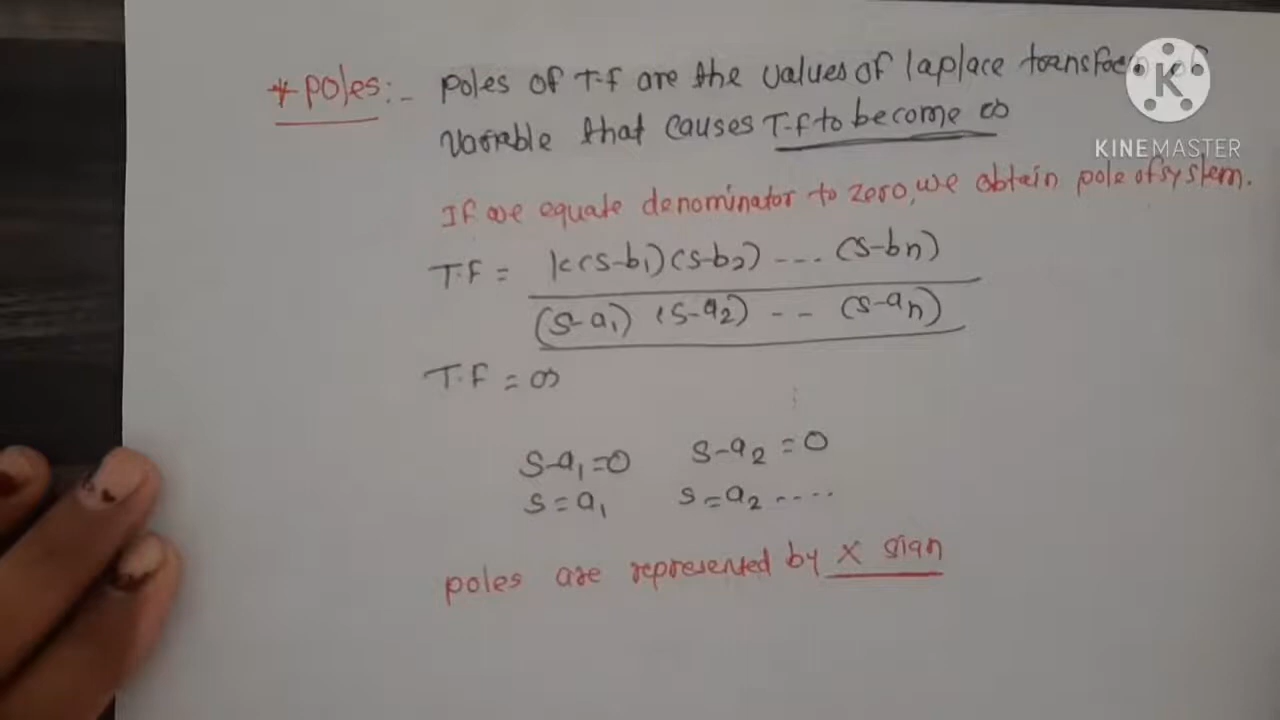 * Poles:- Poles of T.F are the values of laplace
variable that causes T.F to become ∞
If we equate denominator to zero, we obtain pole of system.
T.F = K(s-b₁)(s-b₂) --- (s-bn)
(s-a₁) (s-a₂) -- (s-an)
T.F = ∞
s-a₁=0 s-a₂ = 0
s=a₁ s=a₂ ----
poles are represented by X sign
K
KINEMASTER